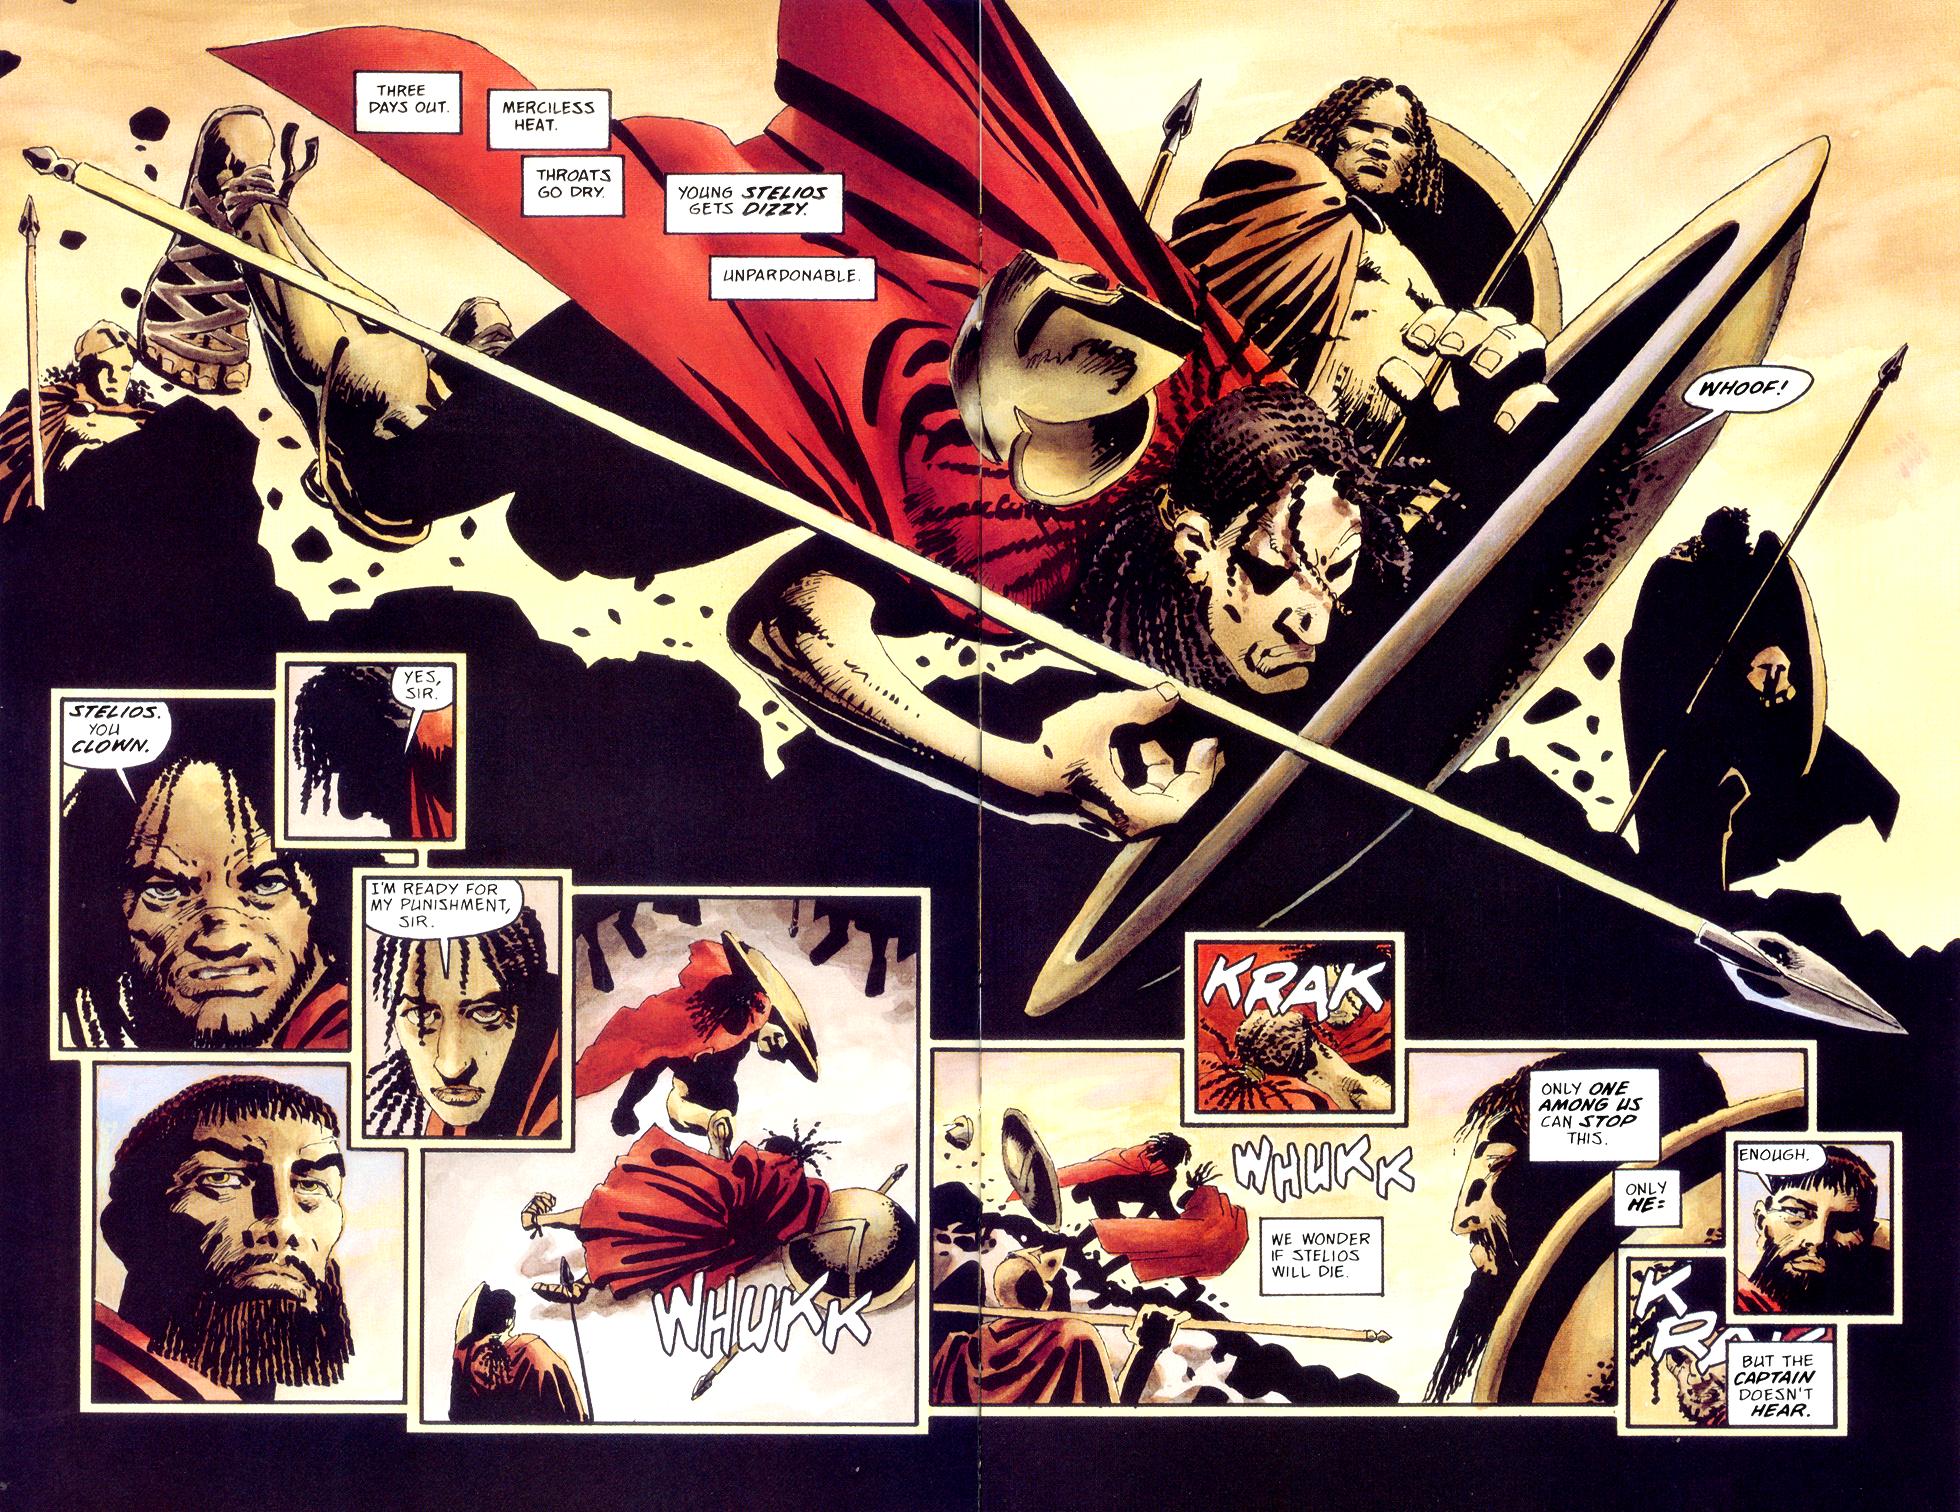 THREE
DAYS OUT.
MERCILESS
HEAT.
THROATS
GO DRY.
YOUNG STELIOS
GETS DIZZY.
UNPARDONABLE.
WHOOF!
STELIOS.
YOU
CLOWN.
YES,
SIR.
I'M READY FOR
MY PUNISHMENT,
SIR.
WHUKK
KRAK
WHUKK
WE WONDER
IF STELIOS
WILL DIE.
ONLY ONE
AMONG US
CAN STOP
THIS.
ONLY
HE:
ENOUGH.
KRAK
BUT THE
CAPTAIN
DOESN'T
HEAR.